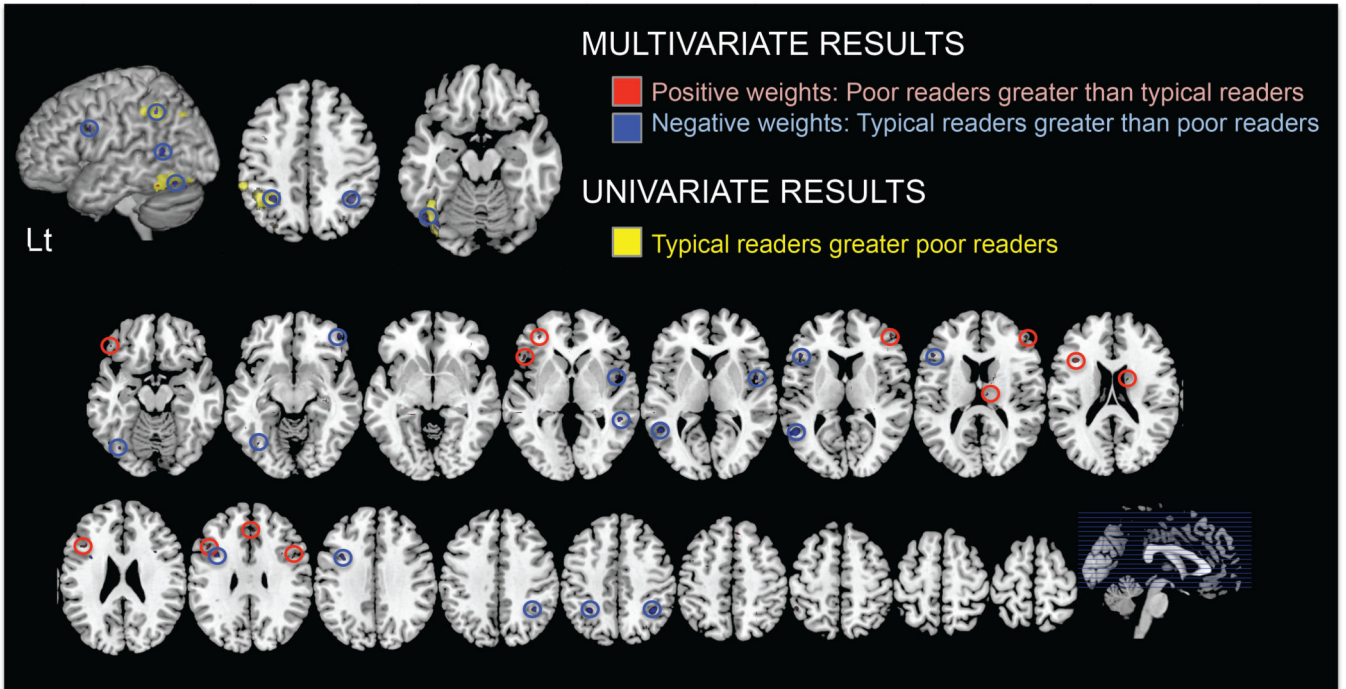 MULTIVARIATE RESULTS
Positive weights: Poor readers greater than typical readers
Negative weights: Typical readers greater than poor readers
UNIVARIATE RESULTS
Typical readers greater poor readers
Lt